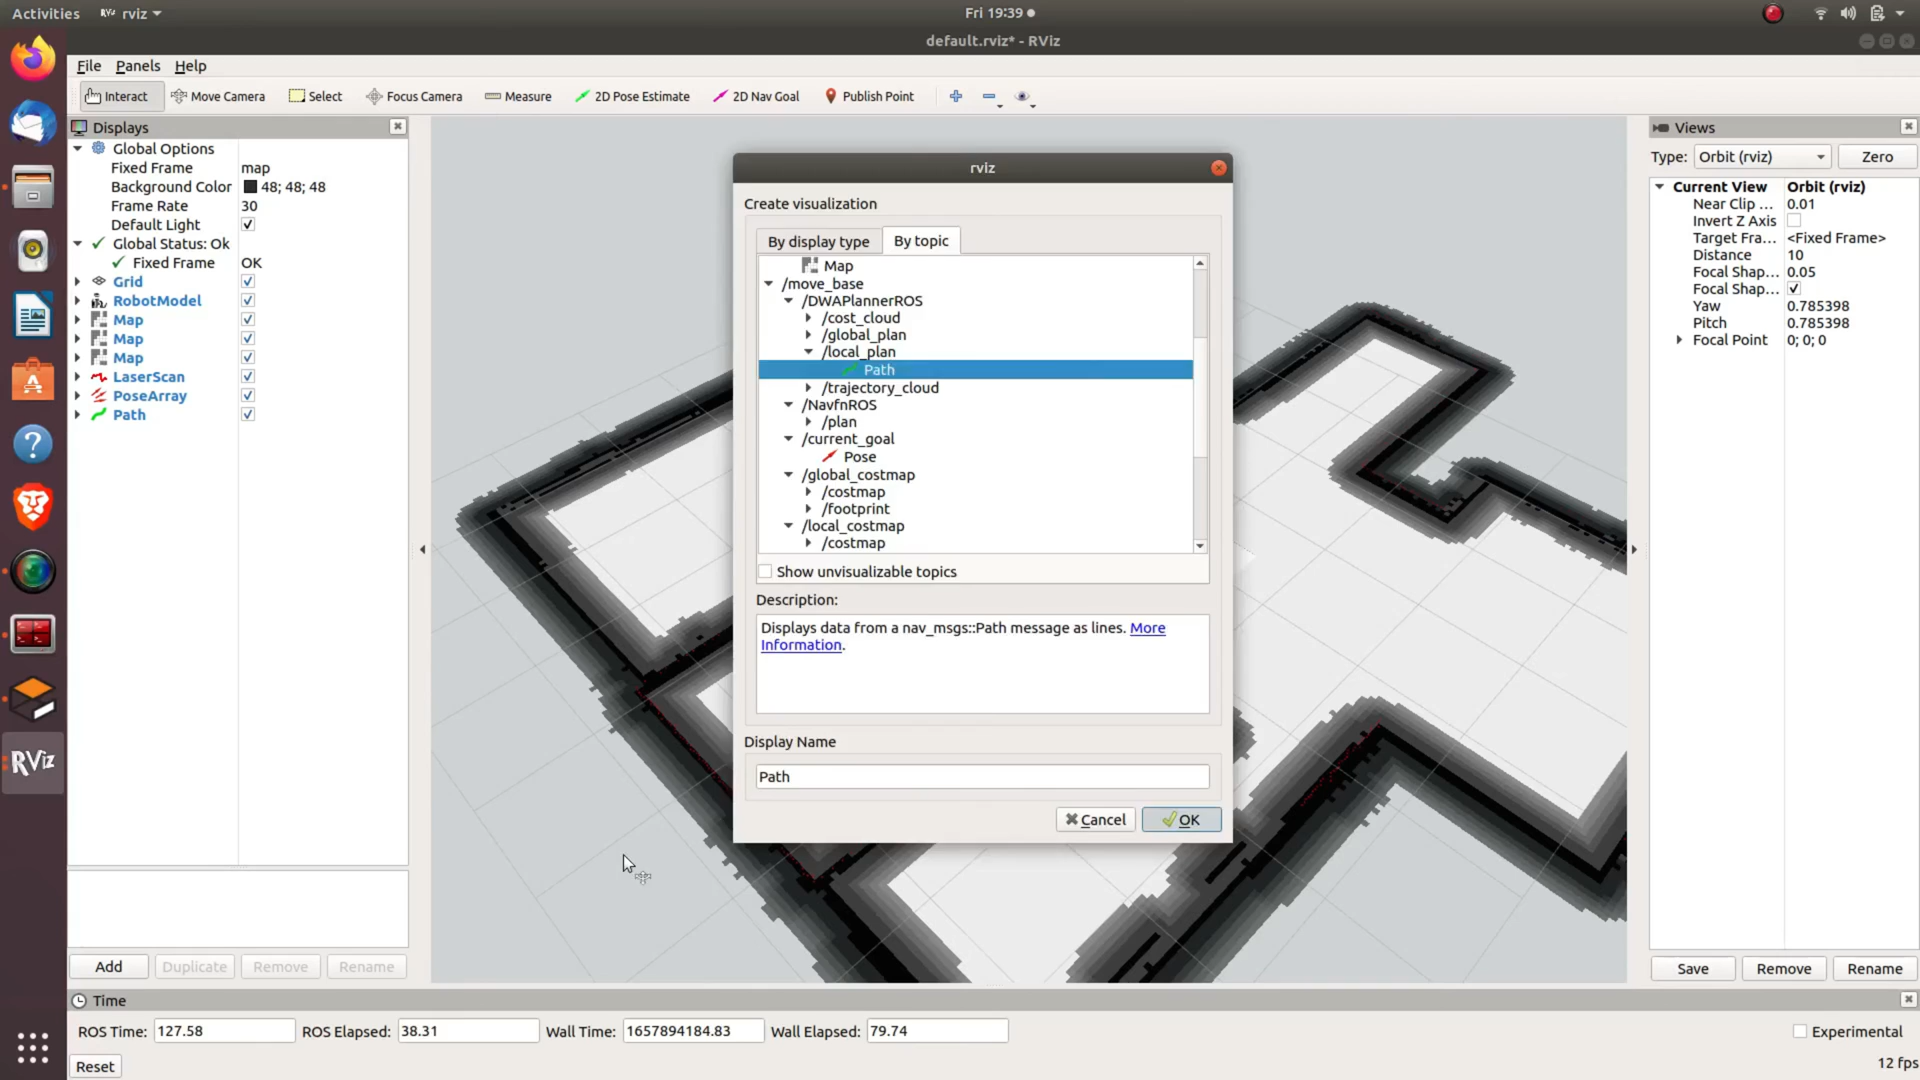 Activities
RViz rviz
Fri 19:39
default.rviz* - RViz
File Panels Help
Interact Move Camera Select Focus Camera Measure 2D Pose Estimate 2D Nav Goal Publish Point
Displays
Global Options
Fixed Frame map
Background Color 48; 48; 48
Frame Rate 30
Default Light
Global Status: Ok
Fixed Frame OK
Grid
RobotModel
Map
Map
Map
LaserScan
PoseArray
Path
Add Duplicate Remove Rename
rviz
Create visualization
By display type By topic
Map
/move_base
/DWAPlannerROS
/cost_cloud
/global_plan
/local_plan
Path
/trajectory_cloud
/NavfnROS
/plan
/current_goal
Pose
/global_costmap
/costmap
/footprint
/local_costmap
/costmap
Show unvisualizable topics
Description:
Displays data from a nav_msgs::Path message as lines. More
Information.
Display Name
Path
Cancel OK
Views
Type: Orbit (rviz) Zero
Current View Orbit (rviz)
Near Clip ... 0.01
Invert Z Axis
Target Fra... <Fixed Frame>
Distance 10
Focal Shap... 0.05
Focal Shap...
Yaw 0.785398
Pitch 0.785398
Focal Point 0; 0; 0
Save Remove Rename
RViz
Time
ROS Time: 127.58 ROS Elapsed: 38.31 Wall Time: 1657894184.83 Wall Elapsed: 79.74 Experimental
Reset 12 fps